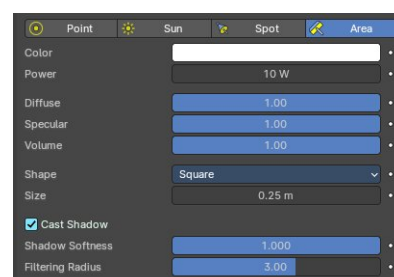 Point Sun Spot Area
Color
Power 10 W
Diffuse 1.00
Specular 1.00
Volume 1.00
Shape Square
Size 0.25 m
Cast Shadow
Shadow Softness 1.000
Filtering Radius 3.00